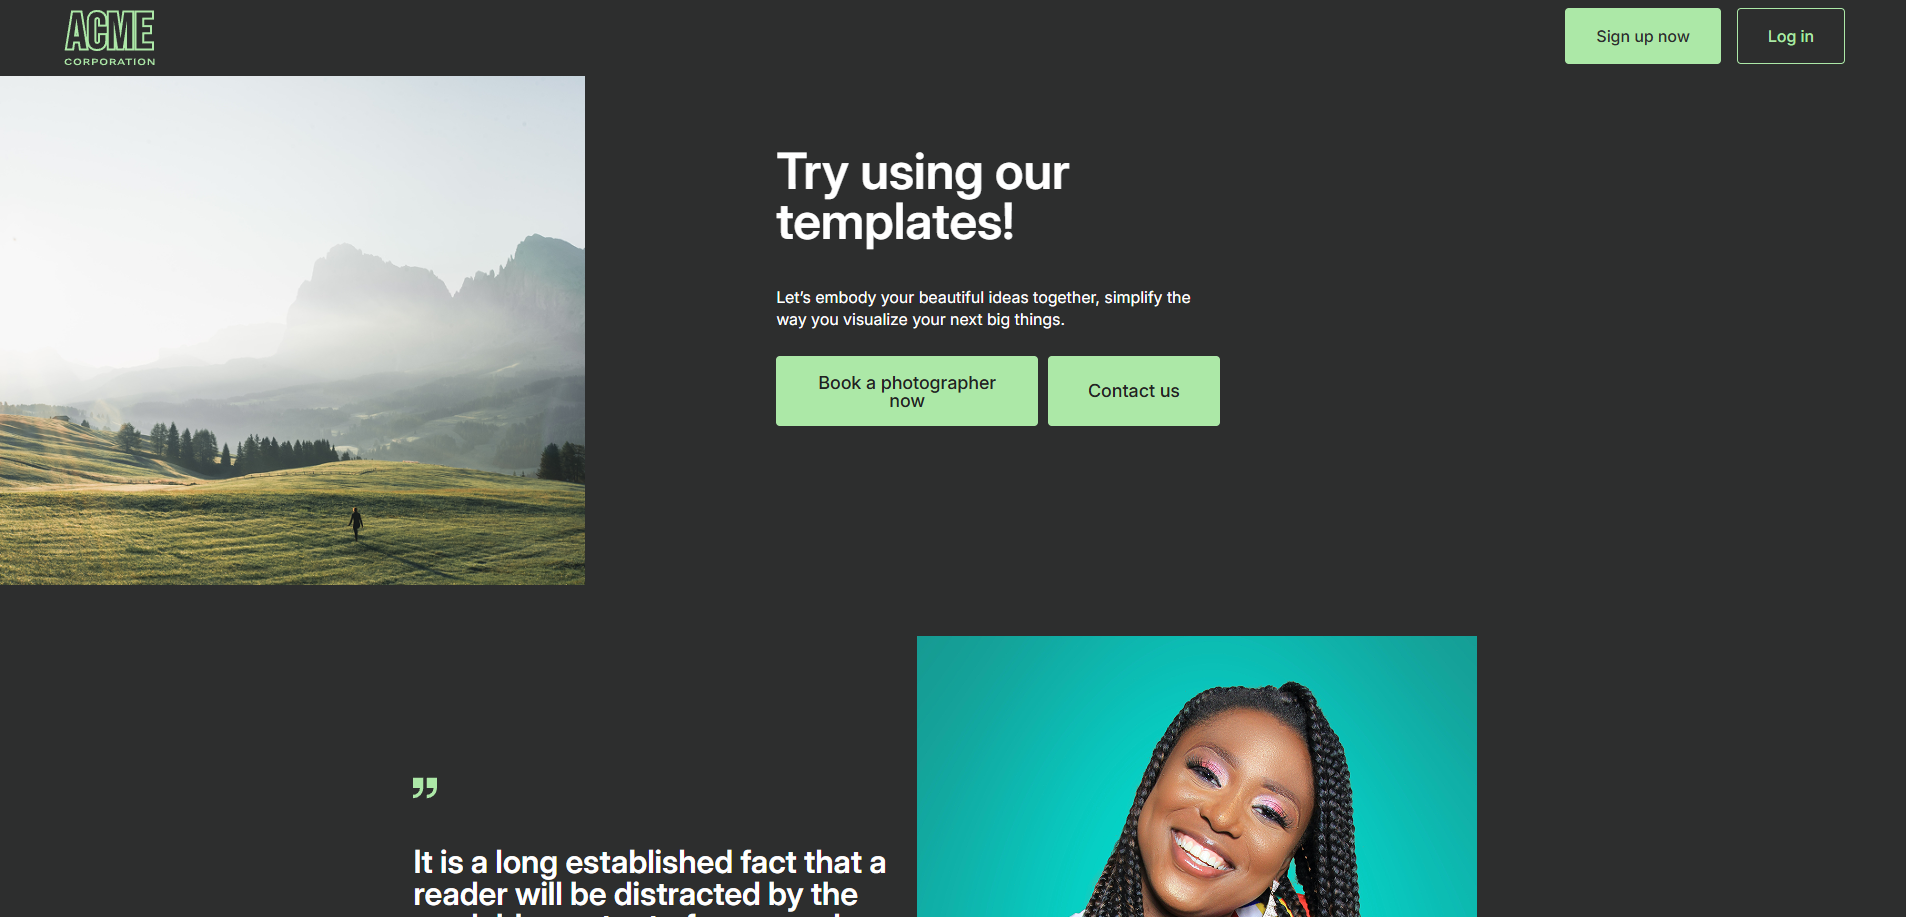 ACME
CORPORATION
Sign up now
Log in
Try using our
templates!
Let's embody your beautiful ideas together, simplify the
way you visualize your next big things.
Book a photographer
now
Contact us
”
It is a long established fact that a
reader will be distracted by the